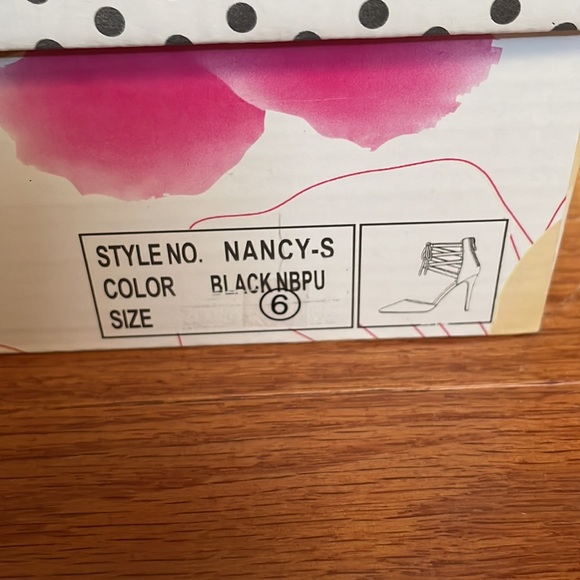 STYLE NO. NANCY-S
COLOR BLACK NBPU
SIZE 6